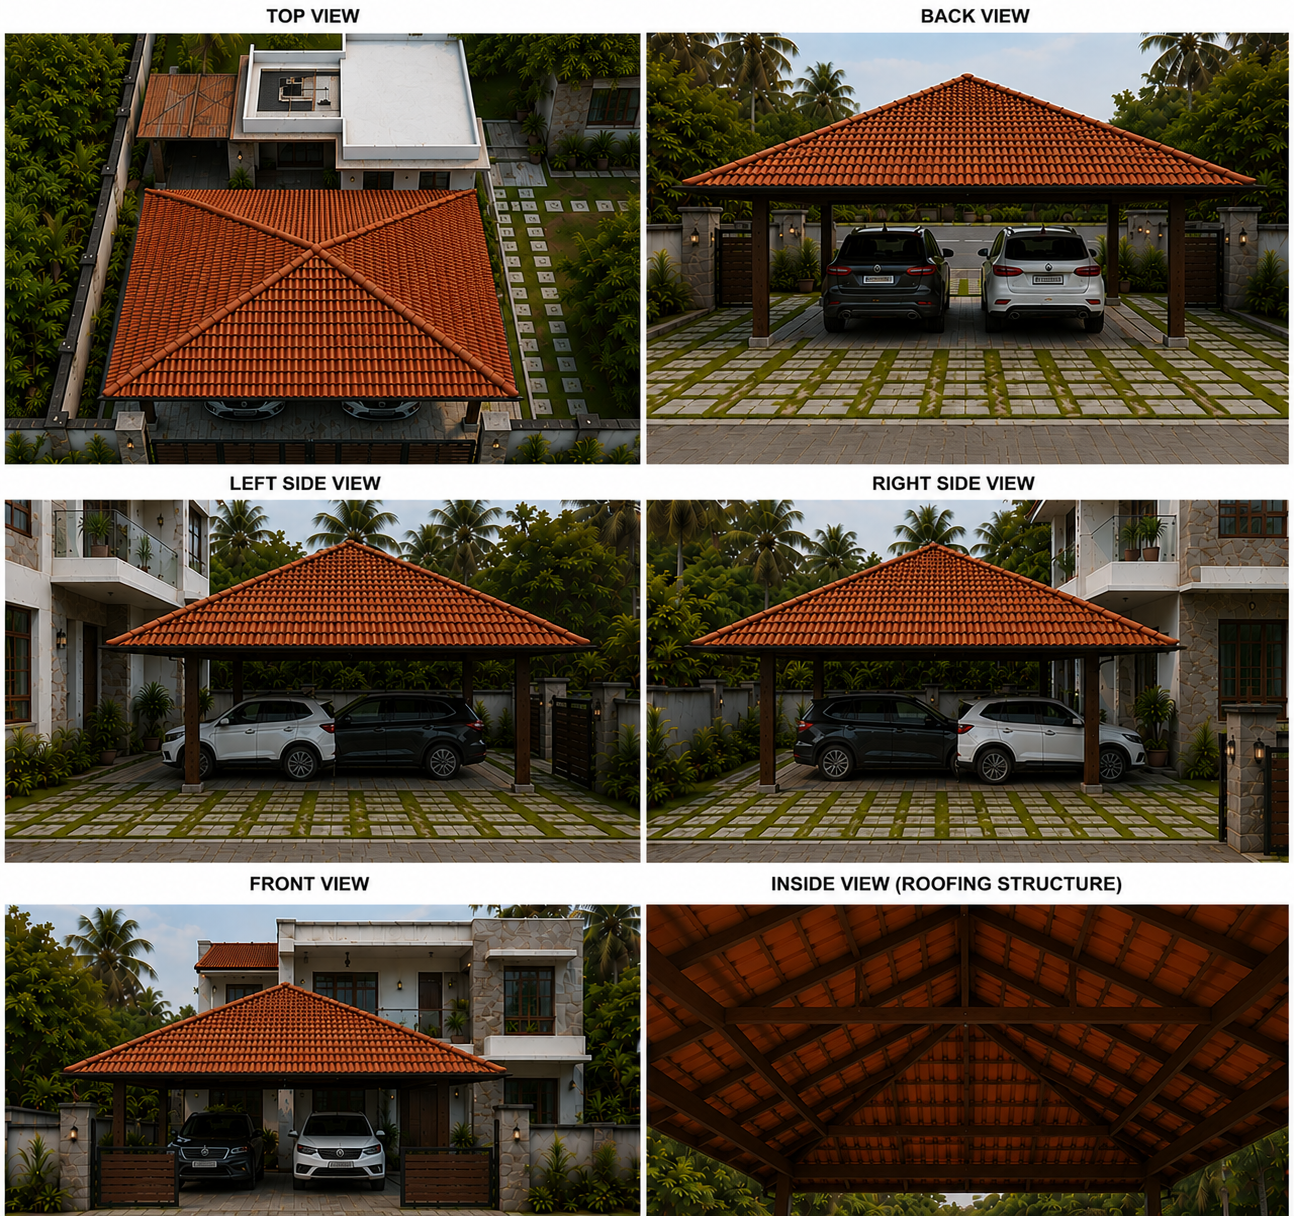 TOP VIEW
BACK VIEW
LEFT SIDE VIEW
RIGHT SIDE VIEW
FRONT VIEW
INSIDE VIEW (ROOFING STRUCTURE)